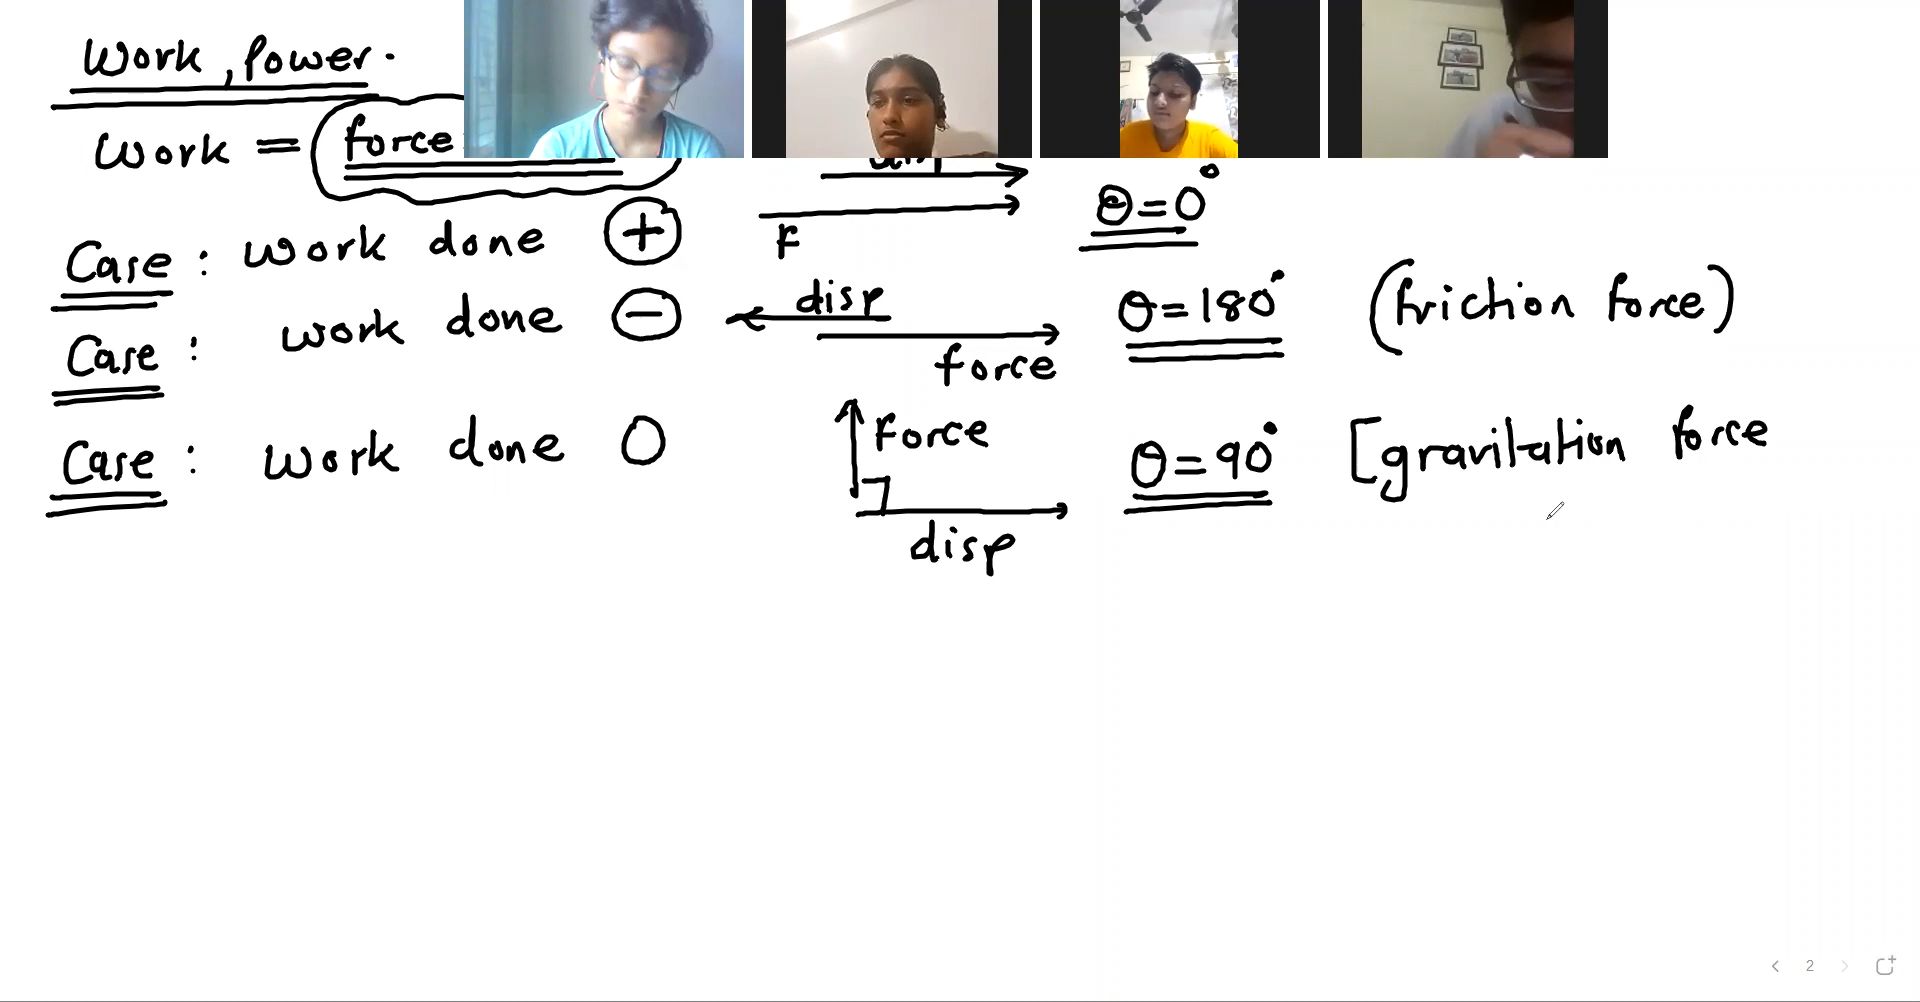 Work, Power.
Work = force
F
θ=0°
Case: work done +
disp
Case: work done −
θ=180° (friction force)
force
Case: work done 0
Force
θ=90° [gravitation force
disp
2